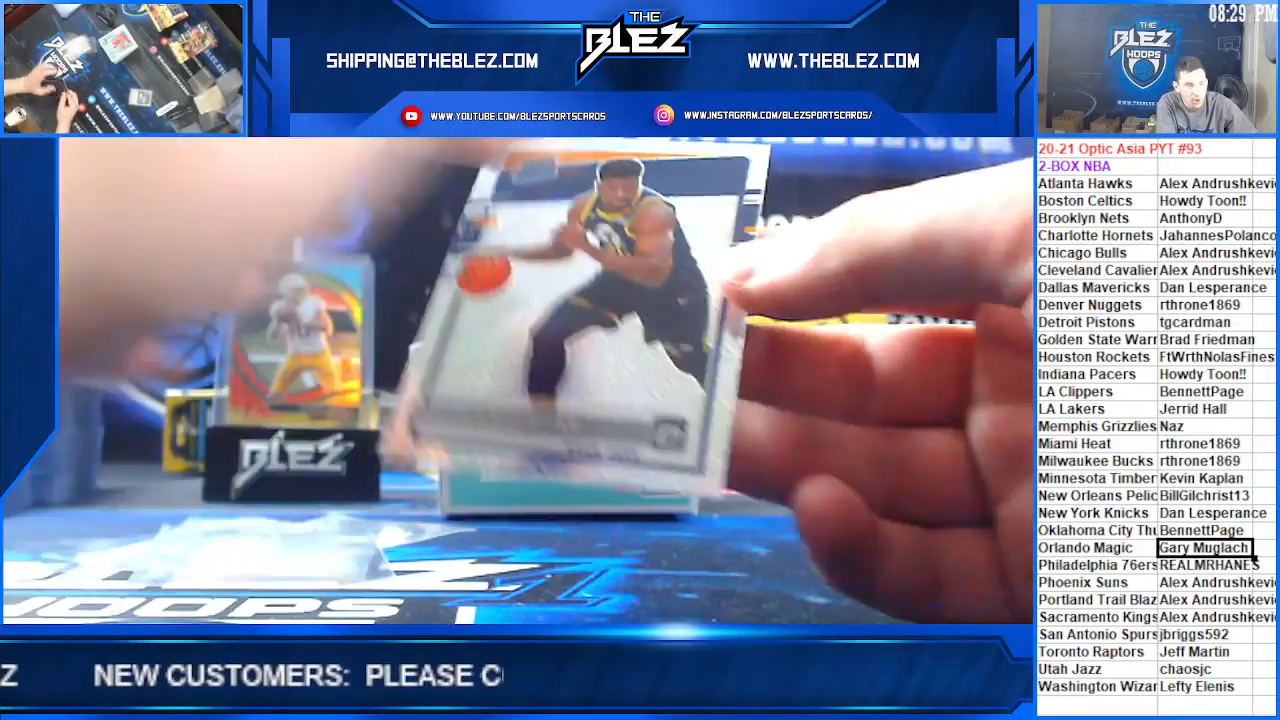 THE
BLEZ
SHIPPING@THEBLEZ.COM
WWW.THEBLEZ.COM
WWW.YOUTUBE.COM/BLEZSPORTSCARDS
WWW.INSTAGRAM.COM/BLEZSPORTSCARDS/
08:29 PM
THE
BLEZ
HOOPS
20-21 Optic Asia PYT #93
2-BOX NBA
Atlanta Hawks Alex Andrushkevic
Boston Celtics Howdy Toon!!
Brooklyn Nets AnthonyD
Charlotte Hornets JahannesPolanco
Chicago Bulls Alex Andrushkevic
Cleveland Cavalier Alex Andrushkevic
Dallas Mavericks Dan Lesperance
Denver Nuggets rthrone1869
Detroit Pistons tgcardman
Golden State Warr Brad Friedman
Houston Rockets FtWrthNolasFines
Indiana Pacers Howdy Toon!!
LA Clippers BennettPage
LA Lakers Jerrid Hall
Memphis Grizzlies Naz
Miami Heat rthrone1869
Milwaukee Bucks rthrone1869
Minnesota Timber Kevin Kaplan
New Orleans Pelic BillGilchrist13
New York Knicks Dan Lesperance
Oklahoma City Thu BennettPage
Orlando Magic Gary Muglach
Philadelphia 76ers REALMRHANES
Phoenix Suns Alex Andrushkevic
Portland Trail Blaz Alex Andrushkevic
Sacramento Kings Alex Andrushkevic
San Antonio Spurs jbriggs592
Toronto Raptors Jeff Martin
Utah Jazz chaosjc
Washington Wizar Lefty Elenis
BLEZ
HOOPS
Z NEW CUSTOMERS: PLEASE C